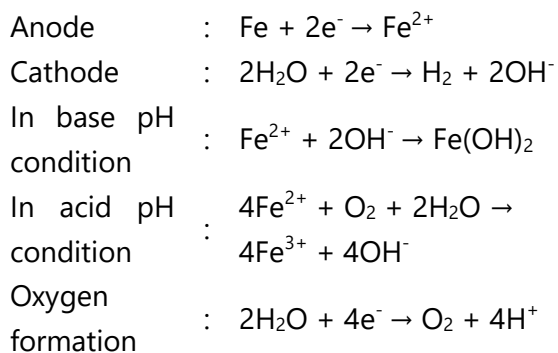 Anode : Fe + 2e⁻ → Fe²⁺
Cathode : 2H₂O + 2e⁻ → H₂ + 2OH⁻
In base pH
condition : Fe²⁺ + 2OH⁻ → Fe(OH)₂
In acid pH
condition : 4Fe²⁺ + O₂ + 2H₂O →
4Fe³⁺ + 4OH⁻
Oxygen
formation : 2H₂O + 4e⁻ → O₂ + 4H⁺